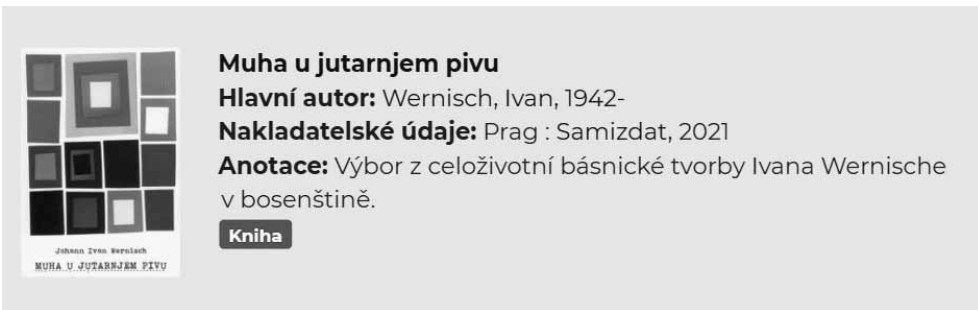 Muha u jutarnjem pivu
Hlavní autor: Wernisch, Ivan, 1942-
Nakladatelské údaje: Prag : Samizdat, 2021
Anotace: Výbor z celoživotní básnické tvorby Ivana Wernische
v bosenštině.
Kniha
Johann Ivan Wernisch
MUHA U JUTARNJEM PIVU